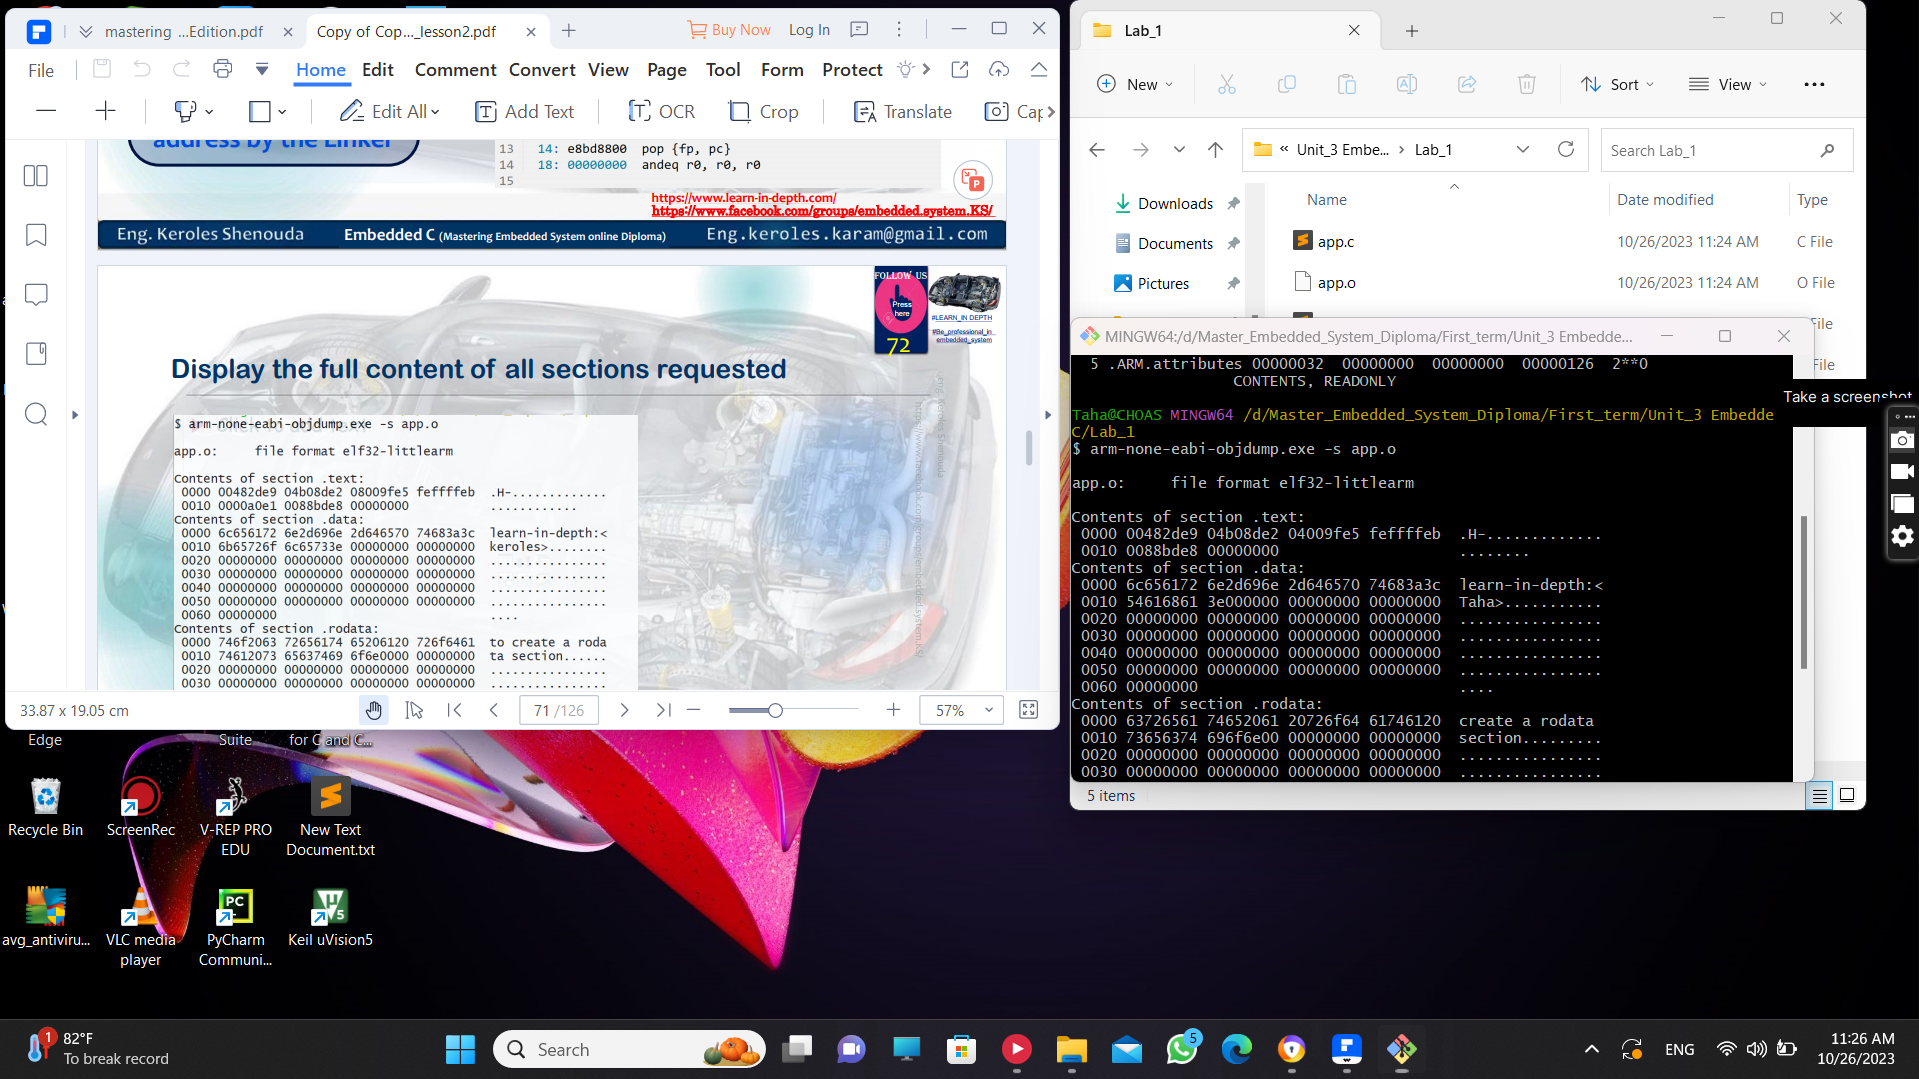 mastering ...Edition.pdf
Copy of Cop..._lesson2.pdf
Buy Now
Log In
File
Home
Edit
Comment
Convert
View
Page
Tool
Form
Protect
Edit All
Add Text
OCR
Crop
Translate
address by the Linker
13 14: e8bd8800 pop {fp, pc}
14 18: 00000000 andeq r0, r0, r0
15
https://www.learn-in-depth.com/
https://www.facebook.com/groups/embedded.system.KS/
Eng. Keroles Shenouda
Embedded C (Mastering Embedded System online Diploma)
Eng.keroles.karam@gmail.com
FOLLOW US
Press
here
72
#LEARN_IN DEPTH
#Be_professional_in_
embedded_system
Display the full content of all sections requested
$ arm-none-eabi-objdump.exe -s app.o
app.o: file format elf32-littlearm
Contents of section .text:
0000 00482de9 04b08de2 08009fe5 feffffeb .H-.............
0010 0000a0e1 0088bde8 00000000 ............
Contents of section .data:
0000 6c656172 6e2d696e 2d646570 74683a3c learn-in-depth:<
0010 6b65726f 6c65733e 00000000 00000000 keroles>........
0020 00000000 00000000 00000000 00000000 ................
0030 00000000 00000000 00000000 00000000 ................
0040 00000000 00000000 00000000 00000000 ................
0050 00000000 00000000 00000000 00000000 ................
0060 00000000 ....
Contents of section .rodata:
0000 746f2063 72656174 65206120 726f6461 to create a roda
0010 74612073 65637469 6f6e0000 00000000 ta section......
0020 00000000 00000000 00000000 00000000 ................
0030 00000000 00000000 00000000 00000000 ................
33.87 x 19.05 cm
71 /126
57%
Lab_1
New
Sort
View
Unit_3 Embe...
Lab_1
Search Lab_1
Downloads
Documents
Pictures
Name
Date modified
Type
app.c
10/26/2023 11:24 AM
C File
app.o
10/26/2023 11:24 AM
O File
MINGW64:/d/Master_Embedded_System_Diploma/First_term/Unit_3 Embedde...
5 .ARM.attributes 00000032 00000000 00000000 00000126 2**0
CONTENTS, READONLY
Taha@CHOAS MINGW64 /d/Master_Embedded_System_Diploma/First_term/Unit_3 Embedde
C/Lab_1
$ arm-none-eabi-objdump.exe -s app.o
app.o: file format elf32-littlearm
Contents of section .text:
0000 00482de9 04b08de2 04009fe5 feffffeb .H-.............
0010 0088bde8 00000000 ........
Contents of section .data:
0000 6c656172 6e2d696e 2d646570 74683a3c learn-in-depth:<
0010 54616861 3e000000 00000000 00000000 Taha>...........
0020 00000000 00000000 00000000 00000000 ................
0030 00000000 00000000 00000000 00000000 ................
0040 00000000 00000000 00000000 00000000 ................
0050 00000000 00000000 00000000 00000000 ................
0060 00000000 ....
Contents of section .rodata:
0000 63726561 74652061 20726f64 61746120 create a rodata
0010 73656374 696f6e00 00000000 00000000 section.........
0020 00000000 00000000 00000000 00000000 ................
0030 00000000 00000000 00000000 00000000 ................
5 items
Take a screenshot
Edge
Suite
for C and C...
Recycle Bin
ScreenRec
V-REP PRO
EDU
New Text
Document.txt
avg_antiviru...
VLC media
player
PyCharm
Communi...
Keil uVision5
1
82°F
To break record
Search
5
ENG
11:26 AM
10/26/2023